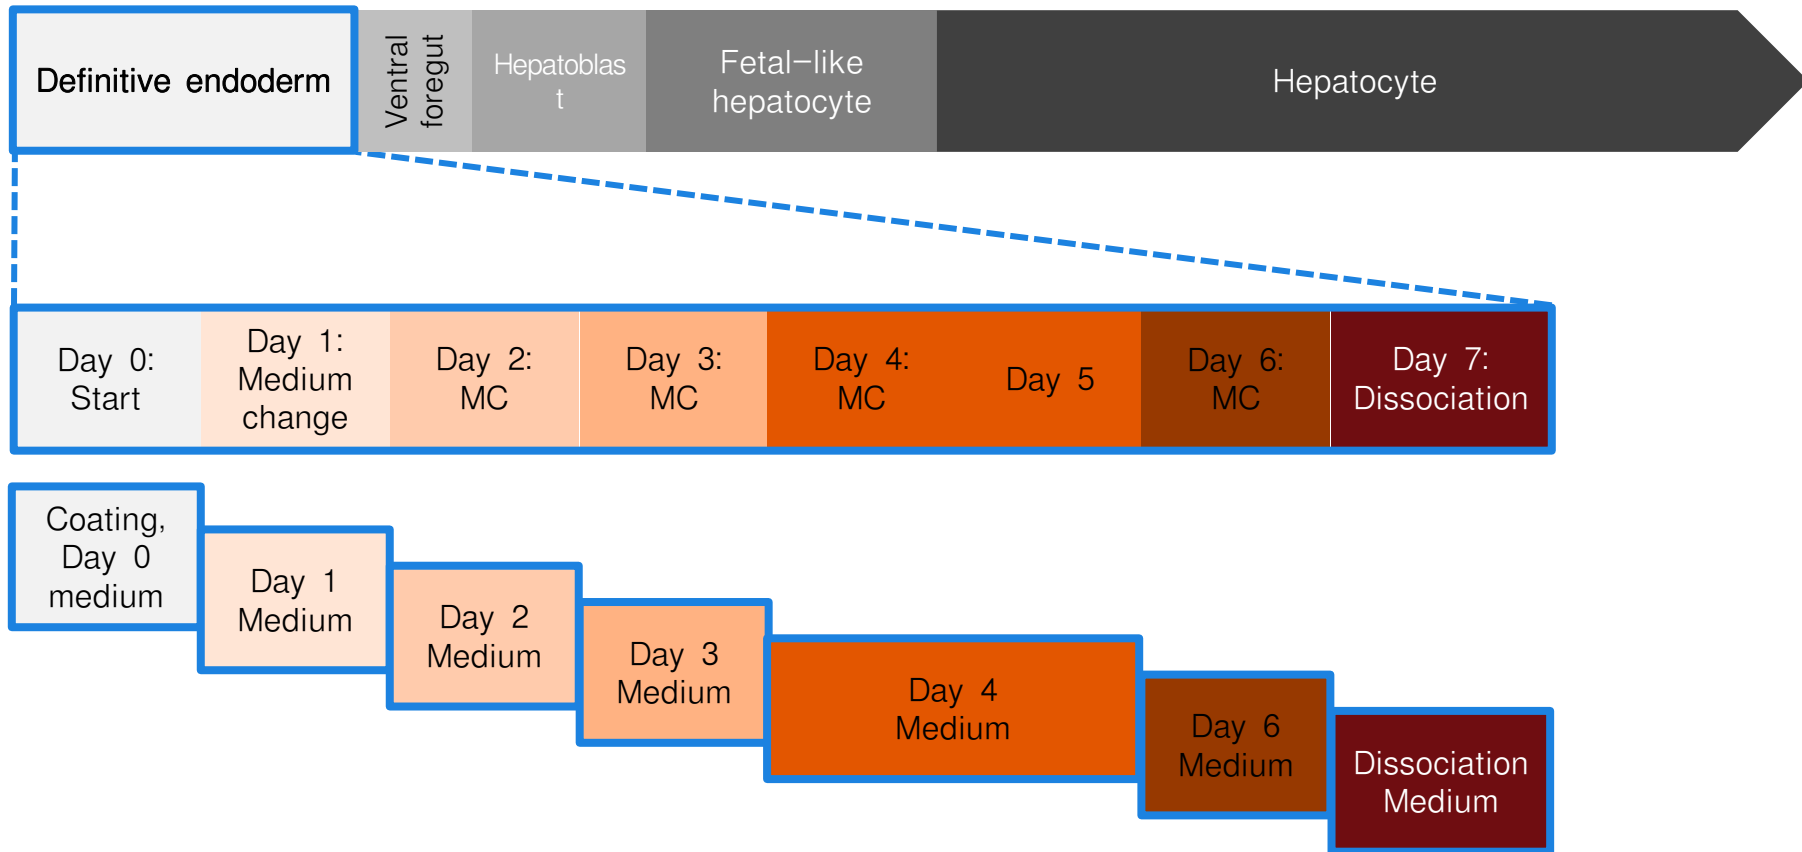 Definitive endoderm
Ventral
foregut
Hepatoblas
t
Fetal-like
hepatocyte
Hepatocyte
Day 0:
Start
Day 1:
Medium
change
Day 2:
MC
Day 3:
MC
Day 4:
MC
Day 5
Day 6:
MC
Day 7:
Dissociation
Coating,
Day 0
medium
Day 1
Medium
Day 2
Medium
Day 3
Medium
Day 4
Medium
Day 6
Medium
Dissociation
Medium